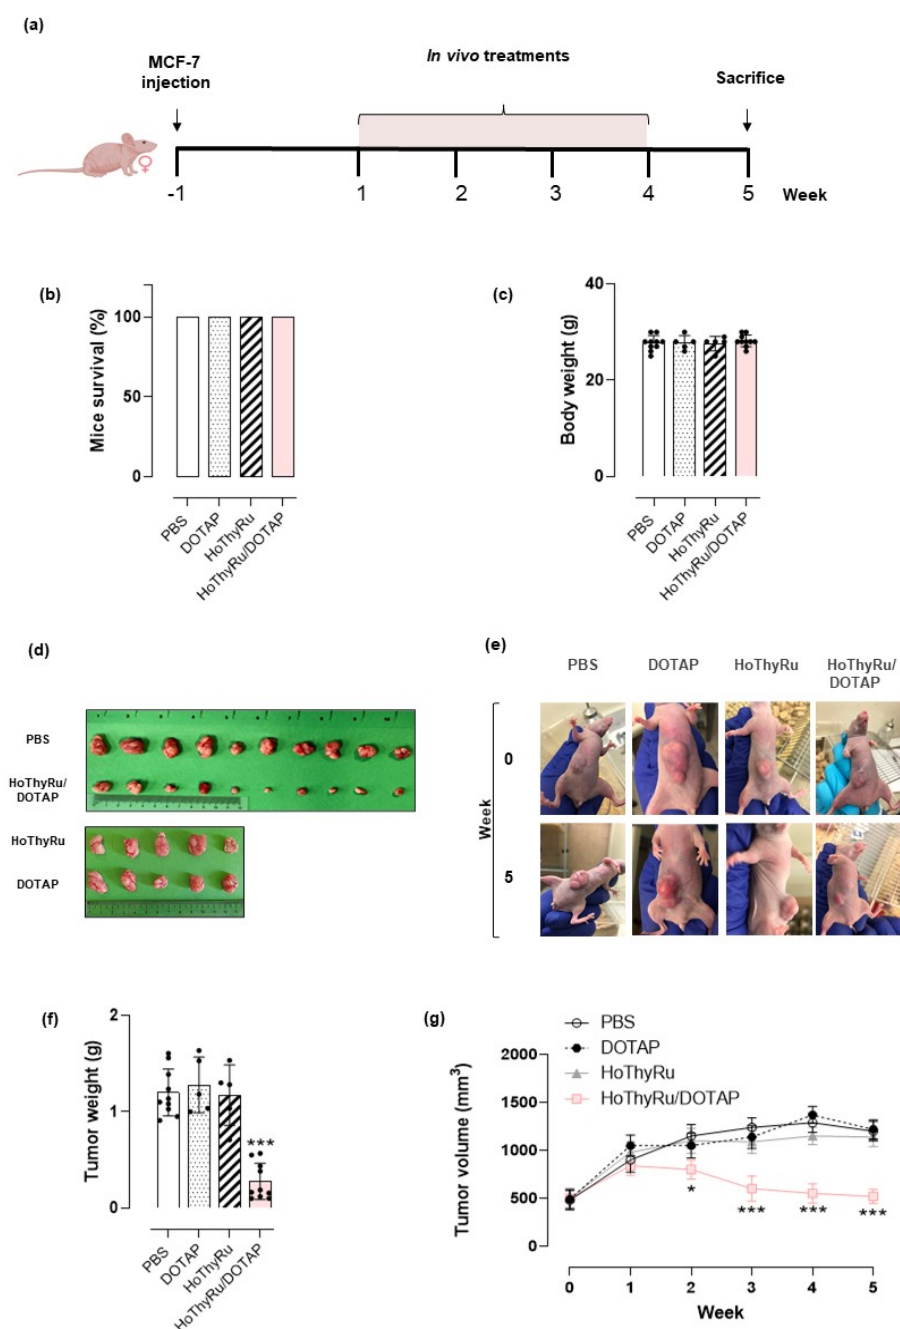 (a)
MCF-7
injection
In vivo treatments
Sacrifice
-1 1 2 3 4 5 Week
(b)
Mice survival (%)
100
50
0
PBS
DOTAP
HoThyRu
HoThyRu/DOTAP
(c)
Body weight (g)
40
20
0
PBS
DOTAP
HoThyRu
HoThyRu/DOTAP
(d)
PBS
HoThyRu/
DOTAP
HoThyRu
DOTAP
(e)
PBS DOTAP HoThyRu HoThyRu/
DOTAP
Week
0
5
(f)
Tumor weight (g)
2
1
0
***
PBS
DOTAP
HoThyRu
HoThyRu/DOTAP
(g)
PBS
DOTAP
HoThyRu
HoThyRu/DOTAP
Tumor volume (mm³)
2000
1500
1000
500
0
* *** *** ***
0 1 2 3 4 5
Week